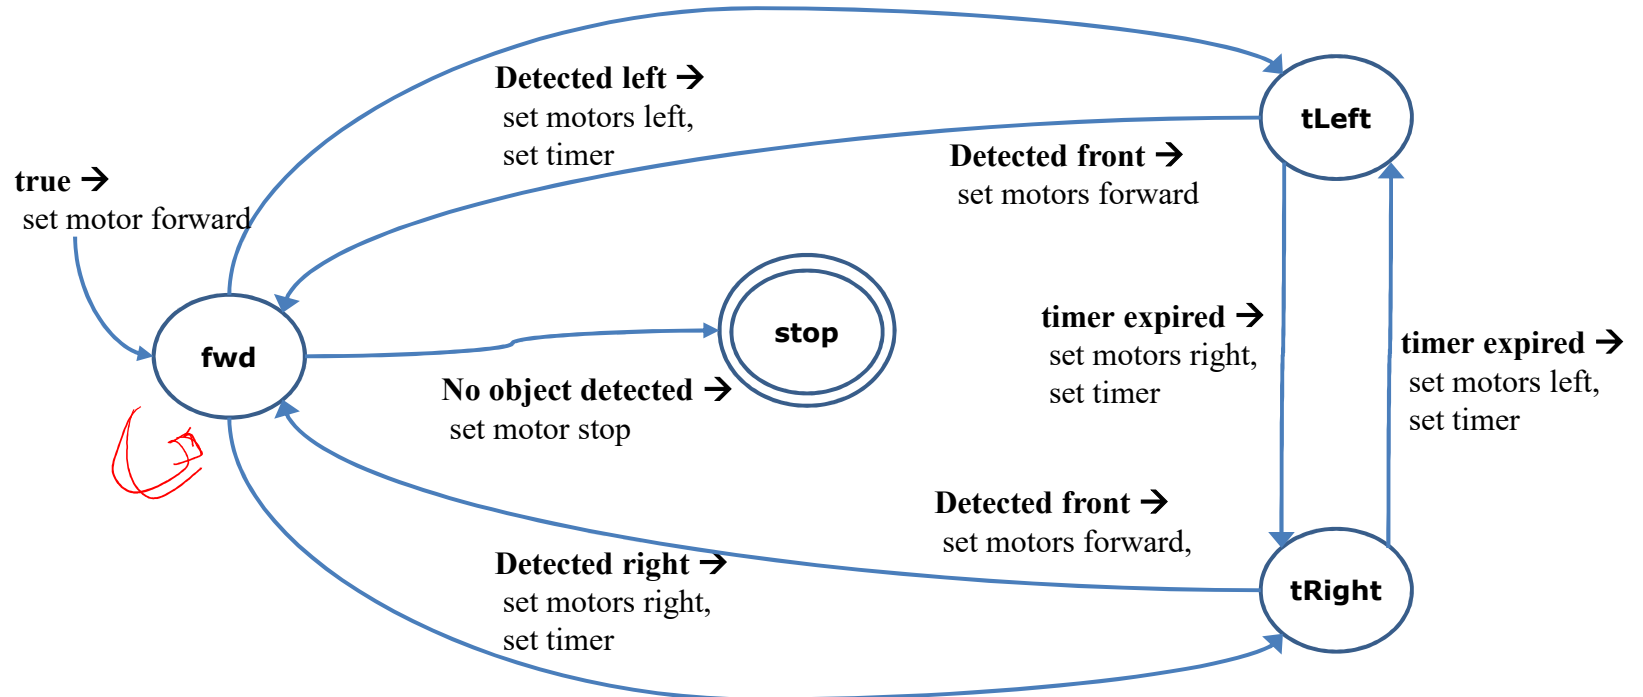 Detected left →
set motors left,
set timer
tLeft
Detected front →
set motors forward
true →
set motor forward
stop
fwd
timer expired →
set motors right,
set timer
timer expired →
set motors left,
set timer
No object detected →
set motor stop
Detected front →
set motors forward,
Detected right →
set motors right,
set timer
tRight